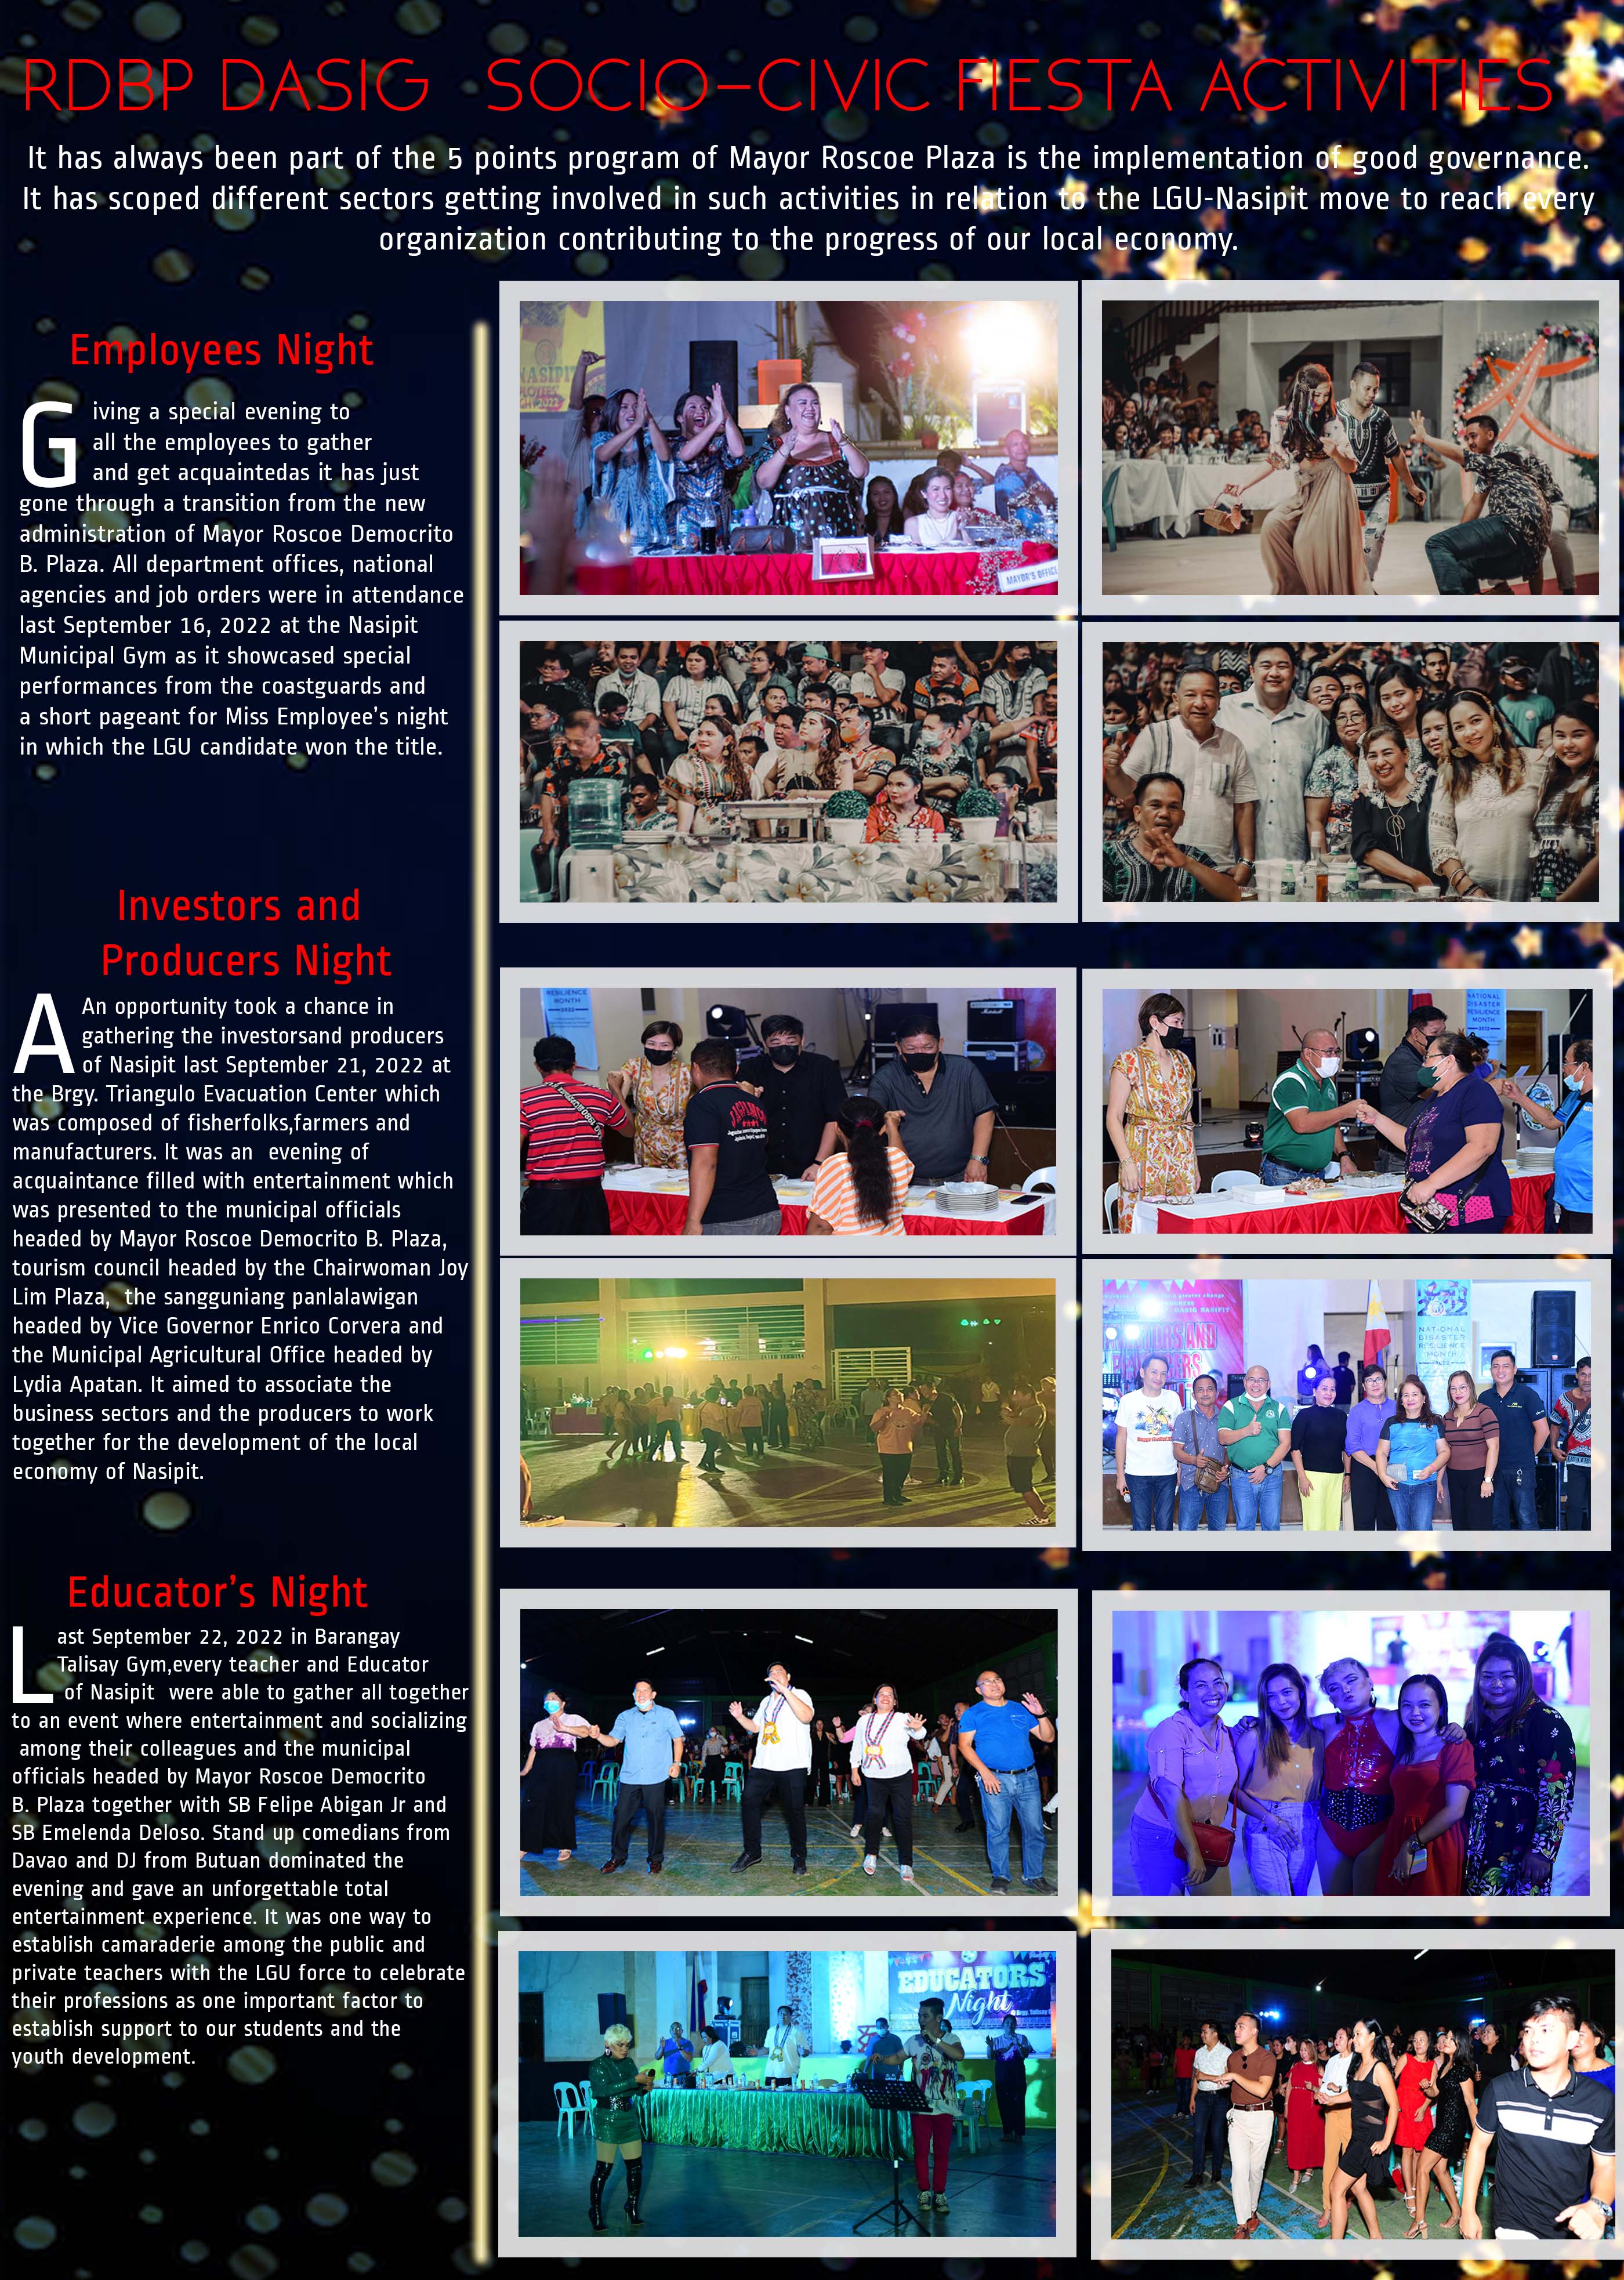 RDBP DASIG SOCIO-CIVIC FIESTA ACTIVITIES
It has always been part of the 5 points program of Mayor Roscoe Plaza is the implementation of good governance.
It has scoped different sectors getting involved in such activities in relation to the LGU-Nasipit move to reach every
organization contributing to the progress of our local economy.
Employees Night
Giving a special evening to
all the employees to gather
and get acquaintedas it has just
gone through a transition from the new
administration of Mayor Roscoe Democrito
B. Plaza. All department offices, national
agencies and job orders were in attendance
last September 16, 2022 at the Nasipit
Municipal Gym as it showcased special
performances from the coastguards and
a short pageant for Miss Employee's night
in which the LGU candidate won the title.
MAYOR'S OFFICE
Investors and
Producers Night
A An opportunity took a chance in
gathering the investorsand producers
of Nasipit last September 21, 2022 at
the Brgy. Triangulo Evacuation Center which
was composed of fisherfolks,farmers and
manufacturers. It was an evening of
acquaintance filled with entertainment which
was presented to the municipal officials
headed by Mayor Roscoe Democrito B. Plaza,
tourism council headed by the Chairwoman Joy
Lim Plaza, the sangguniang panlalawigan
headed by Vice Governor Enrico Corvera and
the Municipal Agricultural Office headed by
Lydia Apatan. It aimed to associate the
business sectors and the producers to work
together for the development of the local
economy of Nasipit.
RESILIENCE
MONTH
2022
Marshall
NATIONAL
DISASTER
RESILIENCE
MONTH
2022
NATIONAL
DISASTER
RESILIENCE
MONTH
Educator's Night
Last September 22, 2022 in Barangay
Talisay Gym,every teacher and Educator
of Nasipit were able to gather all together
to an event where entertainment and socializing
among their colleagues and the municipal
officials headed by Mayor Roscoe Democrito
B. Plaza together with SB Felipe Abigan Jr and
SB Emelenda Deloso. Stand up comedians from
Davao and DJ from Butuan dominated the
evening and gave an unforgettable total
entertainment experience. It was one way to
establish camaraderie among the public and
private teachers with the LGU force to celebrate
their professions as one important factor to
establish support to our students and the
youth development.
EDUCATORS
Night